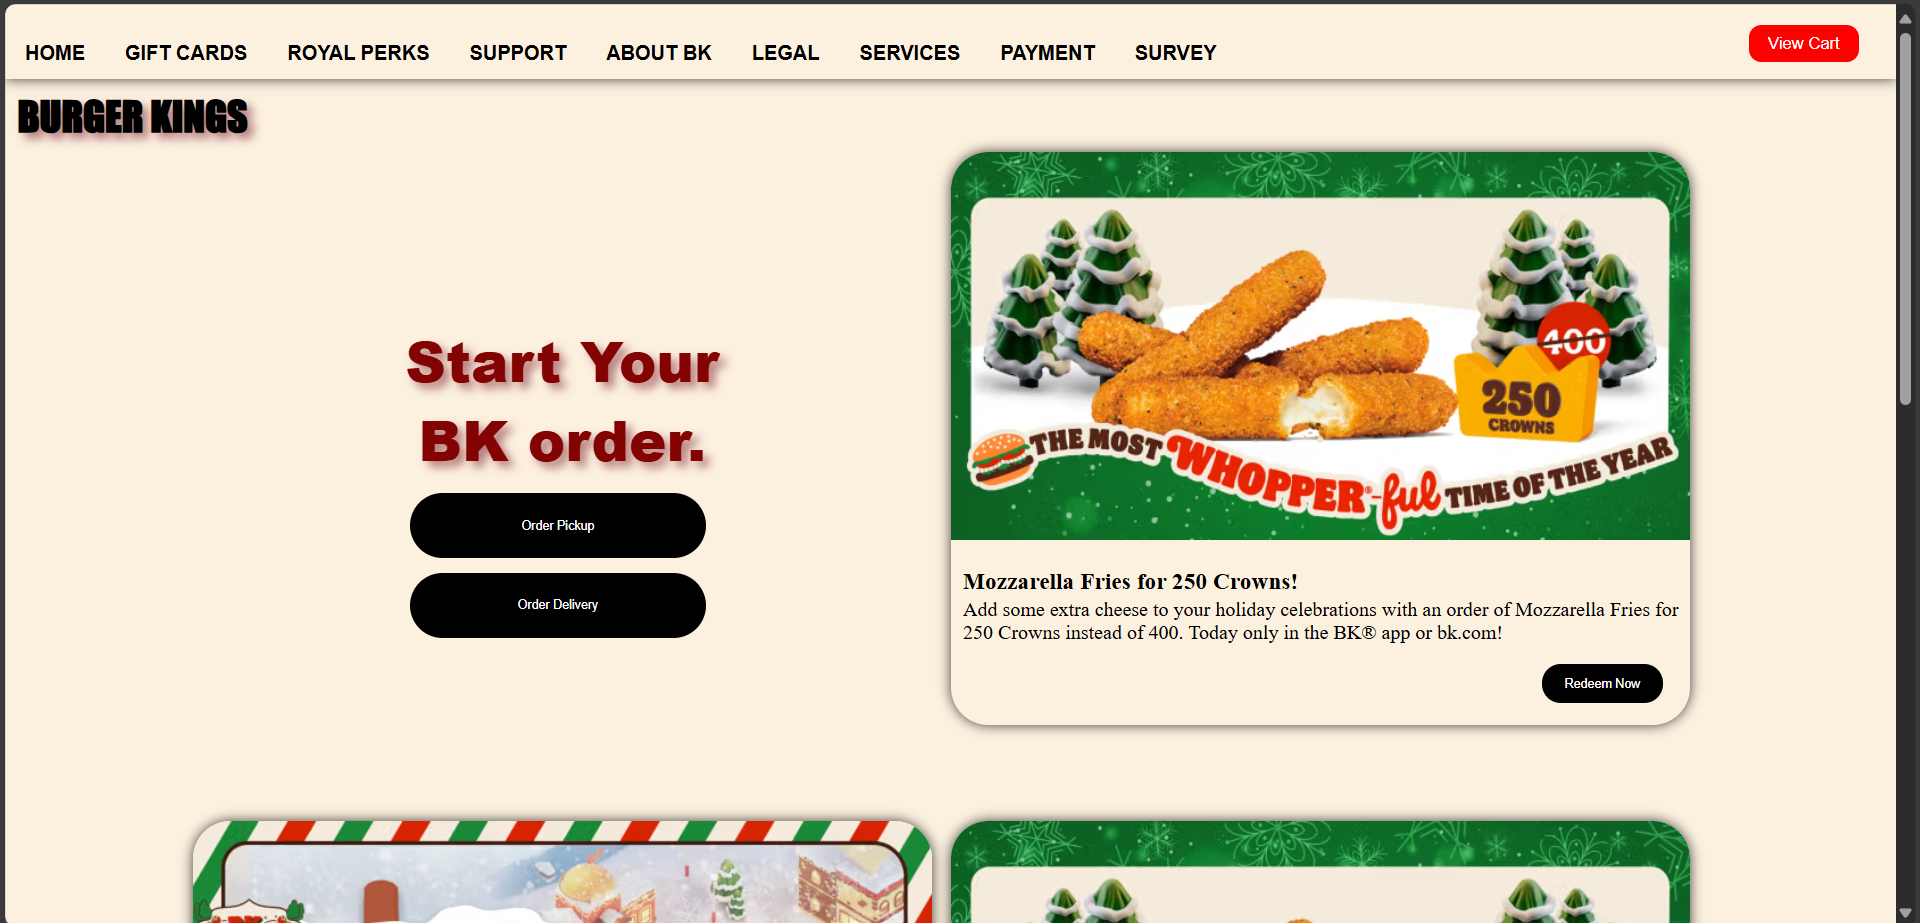 HOME GIFT CARDS ROYAL PERKS SUPPORT ABOUT BK LEGAL SERVICES PAYMENT SURVEY View Cart
BURGER KINGS
Start Your
BK order.
Order Pickup
Order Delivery
400
250
CROWNS
THE MOST WHOPPER®-ful TIME OF THE YEAR
Mozzarella Fries for 250 Crowns!
Add some extra cheese to your holiday celebrations with an order of Mozzarella Fries for
250 Crowns instead of 400. Today only in the BK® app or bk.com!
Redeem Now